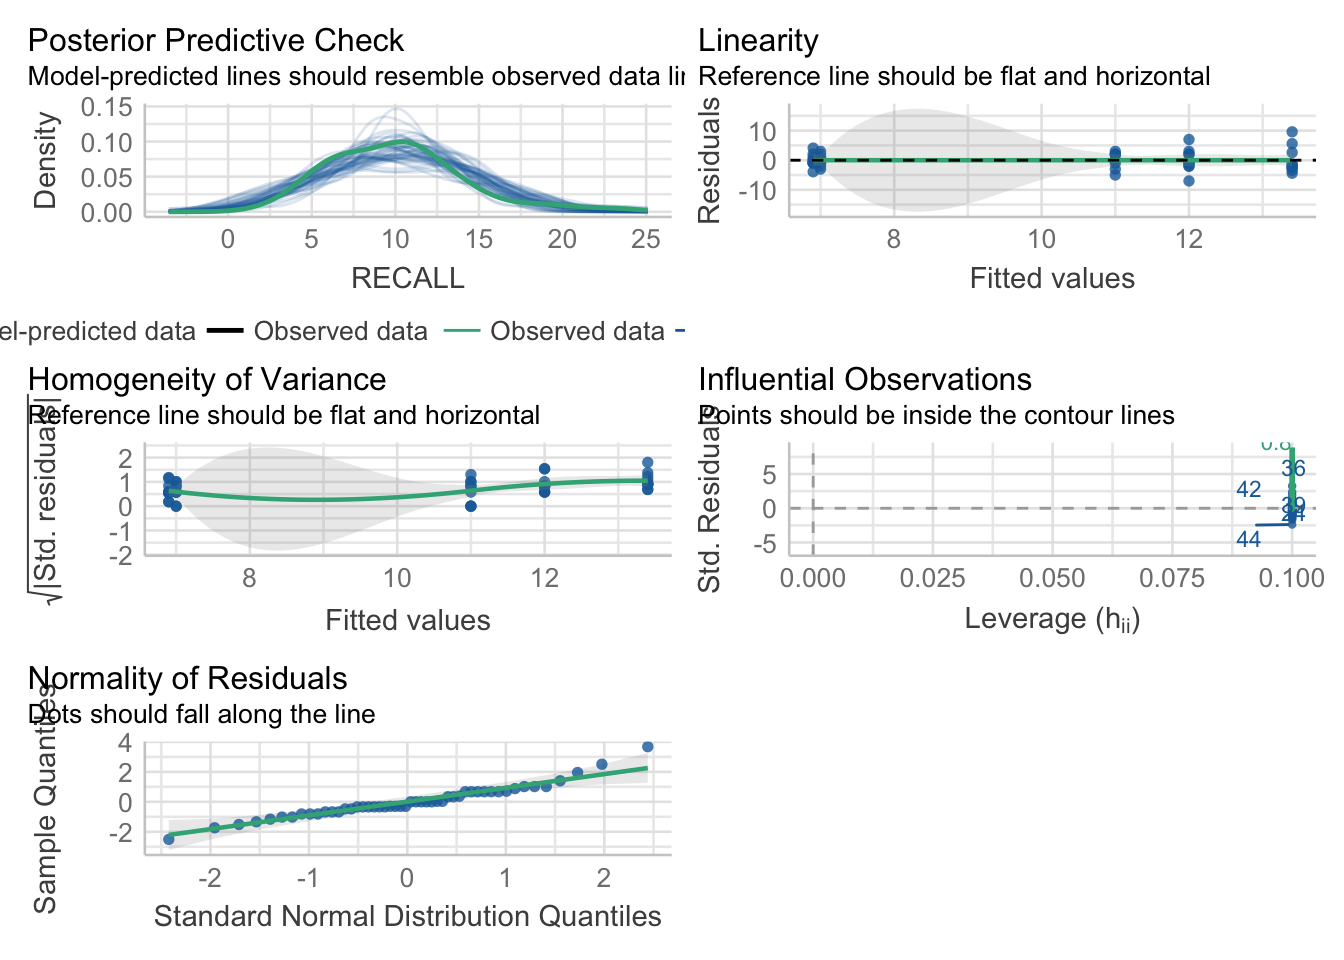 Posterior Predictive Check
Model-predicted lines should resemble observed data lin
Density
0.15
0.10
0.05
0.00
0 5 10 15 20 25
RECALL
el-predicted data Observed data Observed data
Linearity
Reference line should be flat and horizontal
Residuals
10
0
-10
8 10 12
Fitted values
Homogeneity of Variance
Reference line should be flat and horizontal
√|Std. residuals|
2
1
0
-1
-2
8 10 12
Fitted values
Influential Observations
Points should be inside the contour lines
Std. Residuals
5
0
-5
0.8
36
42
44
0.000 0.025 0.050 0.075 0.100
Leverage (hii)
Normality of Residuals
Dots should fall along the line
Sample Quantiles
4
2
0
-2
-2 -1 0 1 2
Standard Normal Distribution Quantiles